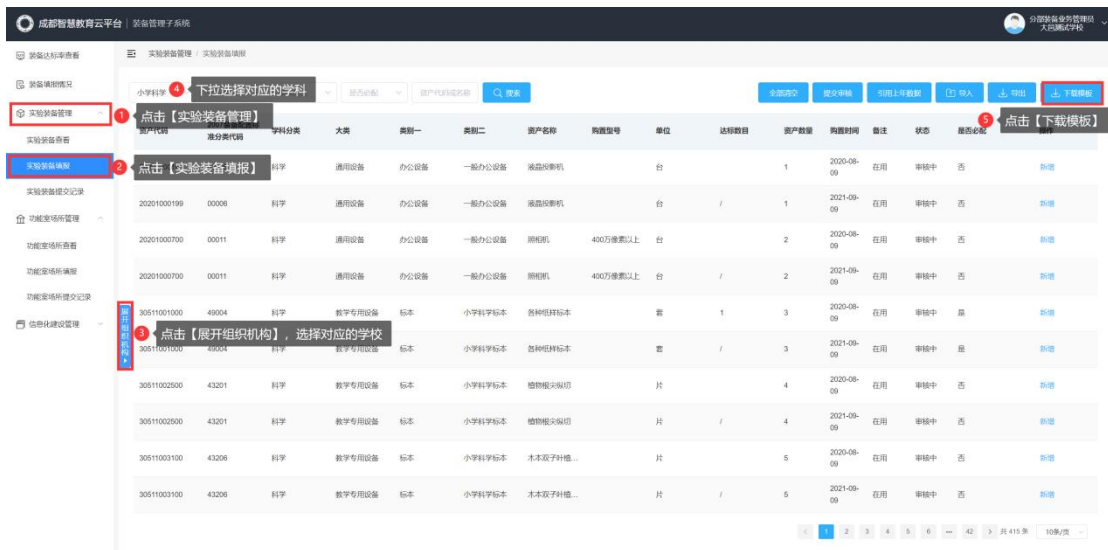 成都智慧教育云平台 | 装备管理子系统
分部装备业务管理员
大邑测试学校
装备达标率查看
实验装备管理 / 实验装备填报
装备填报情况
小学科学 4 下拉选择对应的学科 是否必配 资产代码或名称 搜索 全部清空 提交审核 引用上年数据 导入 导出 下载模板
实验装备管理 1 点击【实验装备管理】 5 点击【下载模板】
资产代码 准分类代码 学科分类 大类 类别一 类别二 资产名称 购置型号 单位 达标数目 资产数量 购置时间 备注 状态 是否必配
实验装备查看
实验装备填报 2 点击【实验装备填报】 科学 通用设备 办公设备 一般办公设备 液晶投影机 台 1 2020-08-09 在用 审核中 否 新增
实验装备提交记录
20201000199 00006 科学 通用设备 办公设备 一般办公设备 液晶投影机 台 / 1 2021-09-09 在用 审核中 否 新增
功能室场所管理
20201000700 00011 科学 通用设备 办公设备 一般办公设备 照相机 400万像素以上 台 2 2020-08-09 在用 审核中 否 新增
功能室场所查看
功能室场所填报
20201000700 00011 科学 通用设备 办公设备 一般办公设备 照相机 400万像素以上 台 / 2 2021-09-09 在用 审核中 否 新增
功能室场所提交记录
30511001000 49004 科学 教学专用设备 标本 小学科学标本 各种纸样标本 套 1 3 2020-08-09 在用 审核中 是 新增
信息化建设管理
展开组织机构
3 点击【展开组织机构】，选择对应的学校
30511001000 49004 科学 教学专用设备 标本 小学科学标本 各种纸样标本 套 / 3 2021-09-09 在用 审核中 是 新增
30511002500 43201 科学 教学专用设备 标本 小学科学标本 植物根尖纵切 片 4 2020-08-09 在用 审核中 否 新增
30511002500 43201 科学 教学专用设备 标本 小学科学标本 植物根尖纵切 片 / 4 2021-09-09 在用 审核中 否 新增
30511003100 43206 科学 教学专用设备 标本 小学科学标本 木本双子叶植... 片 5 2020-08-09 在用 审核中 否 新增
30511003100 43206 科学 教学专用设备 标本 小学科学标本 木本双子叶植... 片 / 5 2021-09-09 在用 审核中 否 新增
< 1 2 3 4 5 6 ... 42 > 共 415 条 10条/页